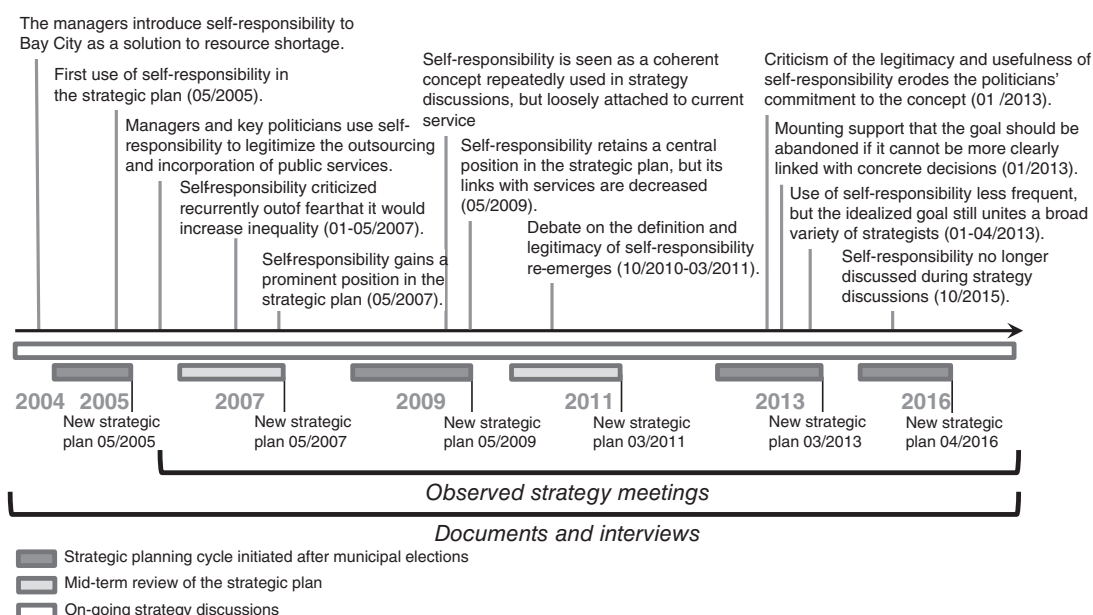 The managers introduce self-responsibility to
Bay City as a solution to resource shortage.
First use of self-responsibility in
the strategic plan (05/2005).
Managers and key politicians use self-
responsibility to legitimize the outsourcing
and incorporation of public services.
Self-responsibility criticized
recurrently outof fearthat it would
increase inequality (01-05/2007).
Self-responsibility gains a
prominent position in the
strategic plan (05/2007).
Self-responsibility is seen as a coherent
concept repeatedly used in strategy
discussions, but loosely attached to current
service
Self-responsibility retains a central
position in the strategic plan, but its
links with services are decreased
(05/2009).
Debate on the definition and
legitimacy of self-responsibility
re-emerges (10/2010-03/2011).
Criticism of the legitimacy and usefulness of
self-responsibility erodes the politicians'
commitment to the concept (01 /2013).
Mounting support that the goal should be
abandoned if it cannot be more clearly
linked with concrete decisions (01/2013).
Use of self-responsibility less frequent,
but the idealized goal still unites a broad
variety of strategists (01-04/2013).
Self-responsibility no longer
discussed during strategy
discussions (10/2015).
2004 2005 2007 2009 2011 2013 2016
New strategic
plan 05/2005
New strategic
plan 05/2007
New strategic
plan 05/2009
New strategic
plan 03/2011
New strategic
plan 03/2013
New strategic
plan 04/2016
Observed strategy meetings
Documents and interviews
Strategic planning cycle initiated after municipal elections
Mid-term review of the strategic plan
On-going strategy discussions